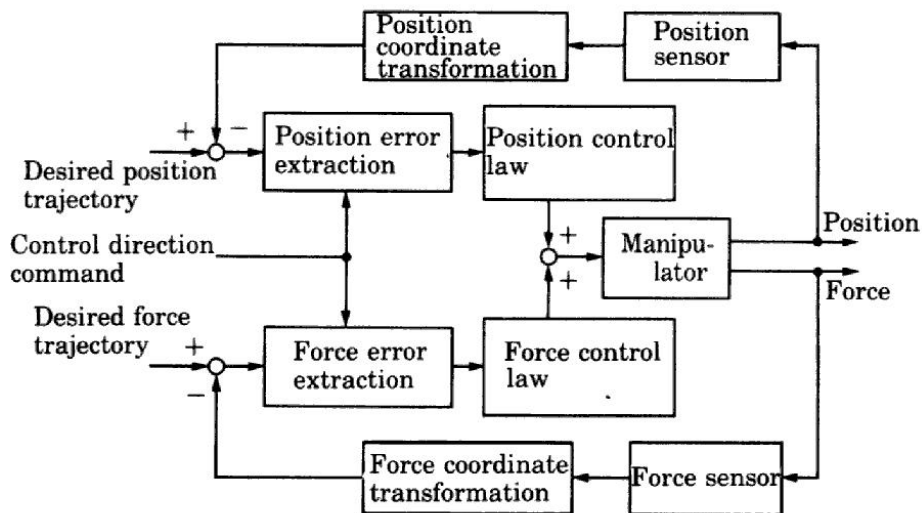 Position
coordinate
transformation
Position
sensor
+
−
Position error
extraction
Position control
law
Desired position
trajectory
Control direction
command
+
+
Manipu-
lator
Position
Force
Desired force
trajectory
+
−
Force error
extraction
Force control
law
Force coordinate
transformation
Force sensor